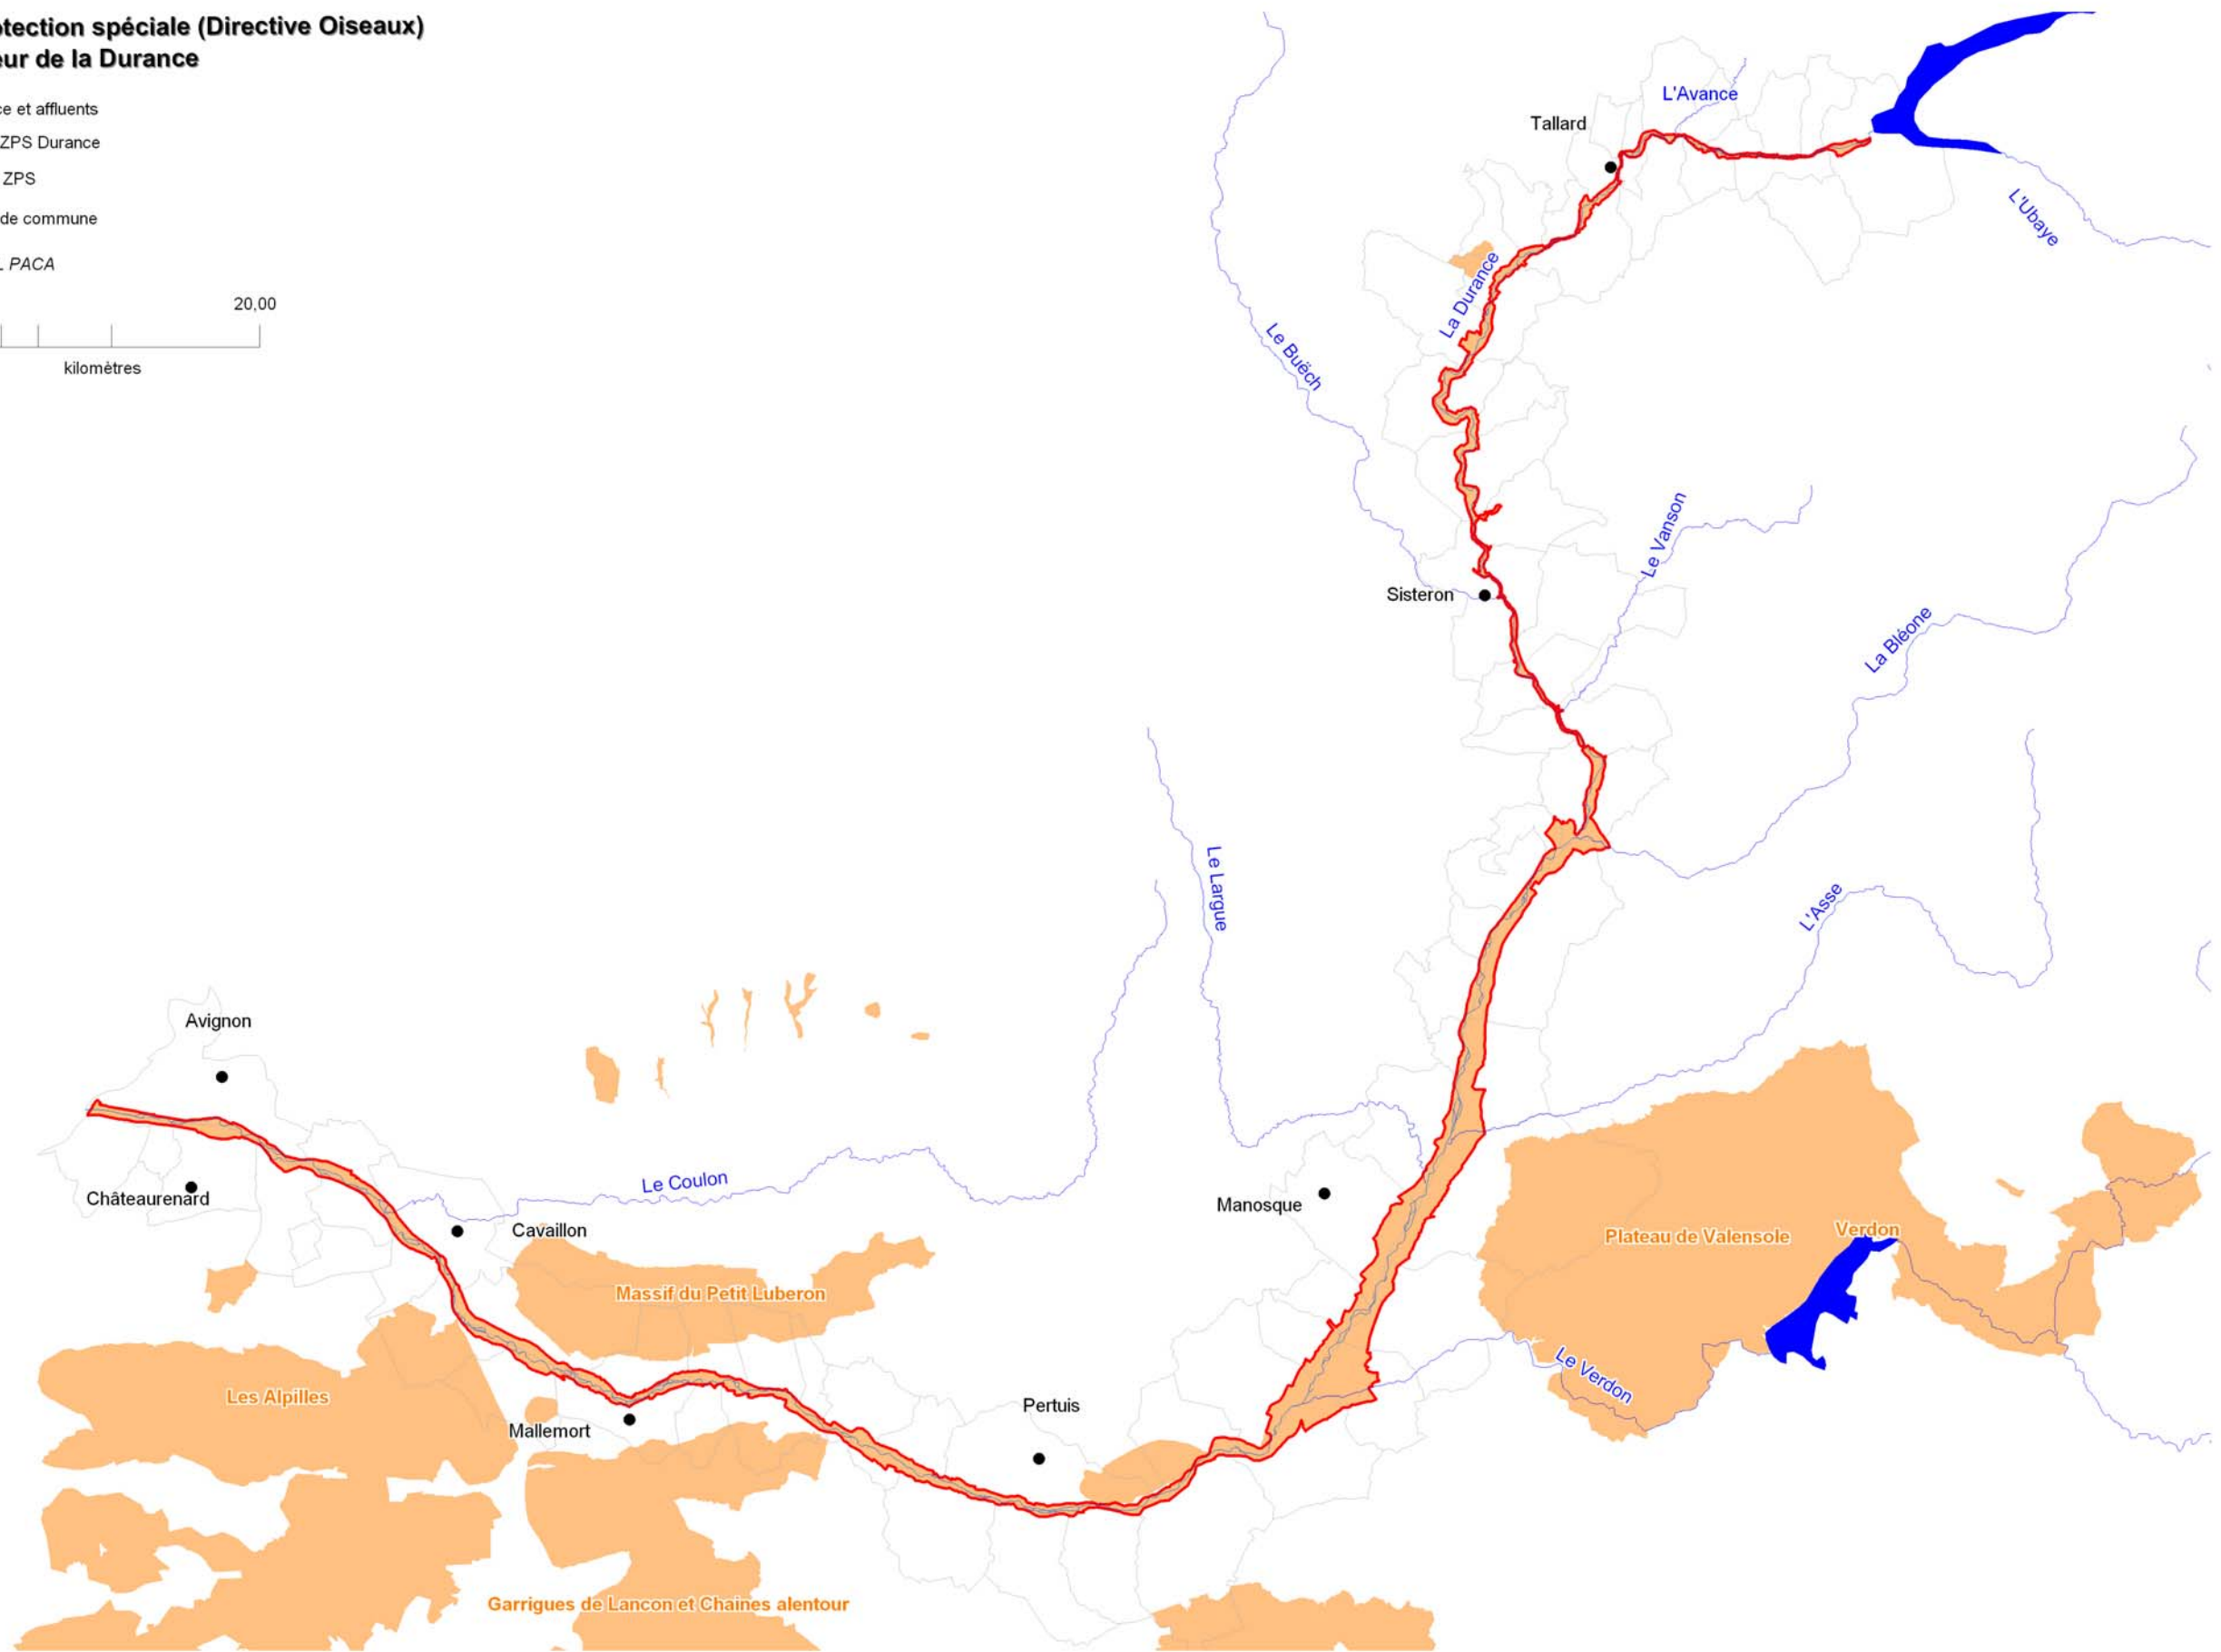 tection spéciale (Directive Oiseaux)
eur de la Durance
ce et affluents
ZPS Durance
ZPS
de commune
PACA
20,00
kilomètres
L'Avance
Tallard
L'Ubaye
La Durance
Le Buëch
Le Vanson
Sisteron
La Bléone
Le Largue
L'Asse
Avignon
Le Coulon
Châteaurenard
Manosque
Cavaillon
Plateau de Valensole
Verdon
Massif du Petit Luberon
Le Verdon
Les Alpilles
Pertuis
Mallemort
Garrigues de Lancon et Chaines alentour